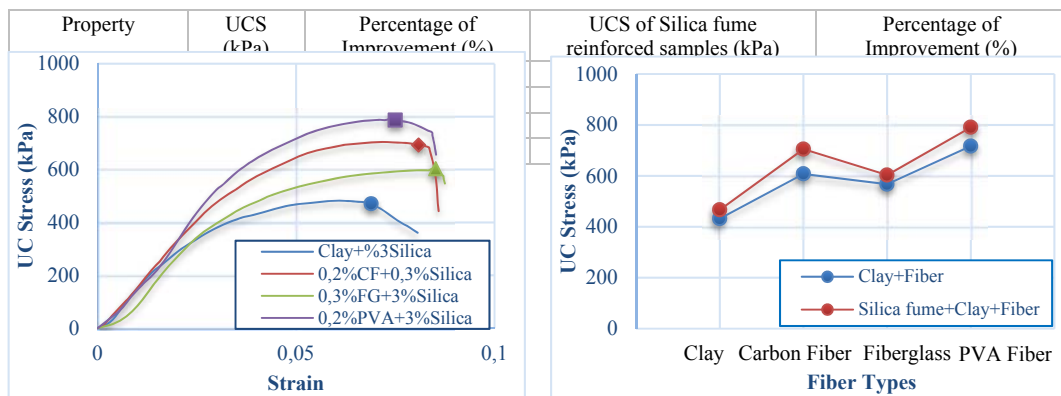 Property UCS Percentage of UCS of Silica fume Percentage of
(kPa) Improvement (%) reinforced samples (kPa) Improvement (%)
1000
800
600
400
200
0
UC Stress (kPa)
Clay+%3Silica
0,2%CF+0,3%Silica
0,3%FG+3%Silica
0,2%PVA+3%Silica
0 0,05 0,1
Strain
1000
800
600
400
200
0
UC Stress (kPa)
Clay+Fiber
Silica fume+Clay+Fiber
Clay Carbon Fiber Fiberglass PVA Fiber
Fiber Types